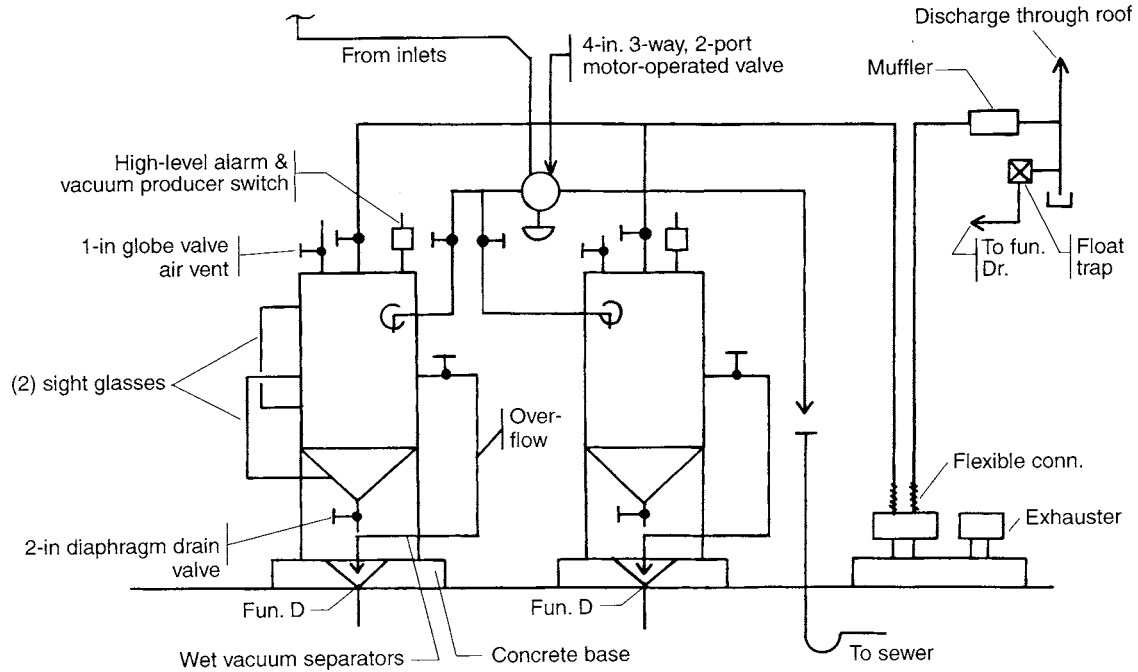 Discharge through roof
From inlets
4-in. 3-way, 2-port
motor-operated valve
Muffler
High-level alarm &
vacuum producer switch
1-in globe valve
air vent
To fun.
Dr.
Float
trap
(2) sight glasses
Over-
flow
Flexible conn.
2-in diaphragm drain
valve
Exhauster
Fun. D
Fun. D
Wet vacuum separators
Concrete base
To sewer